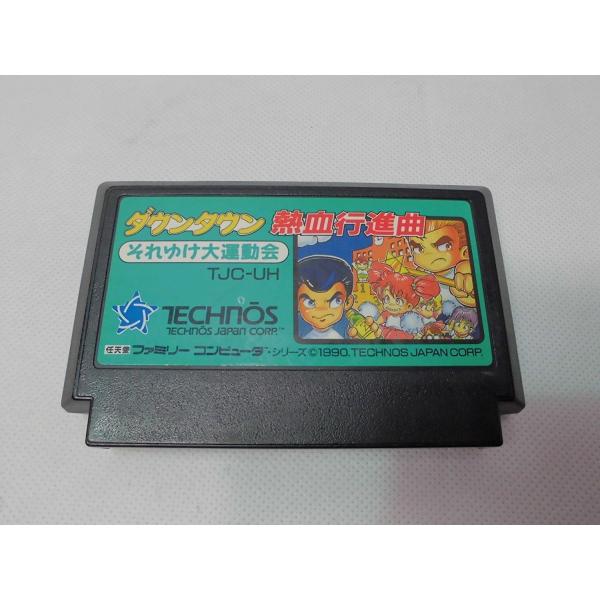 ダウンタウン 熱血行進曲
それゆけ大運動会
TJC-UH
TECHNŌS
TECHNOS JAPAN CORP.™
任天堂 ファミリー コンピュータ・シリーズ ©1990. TECHNOS JAPAN CORP.